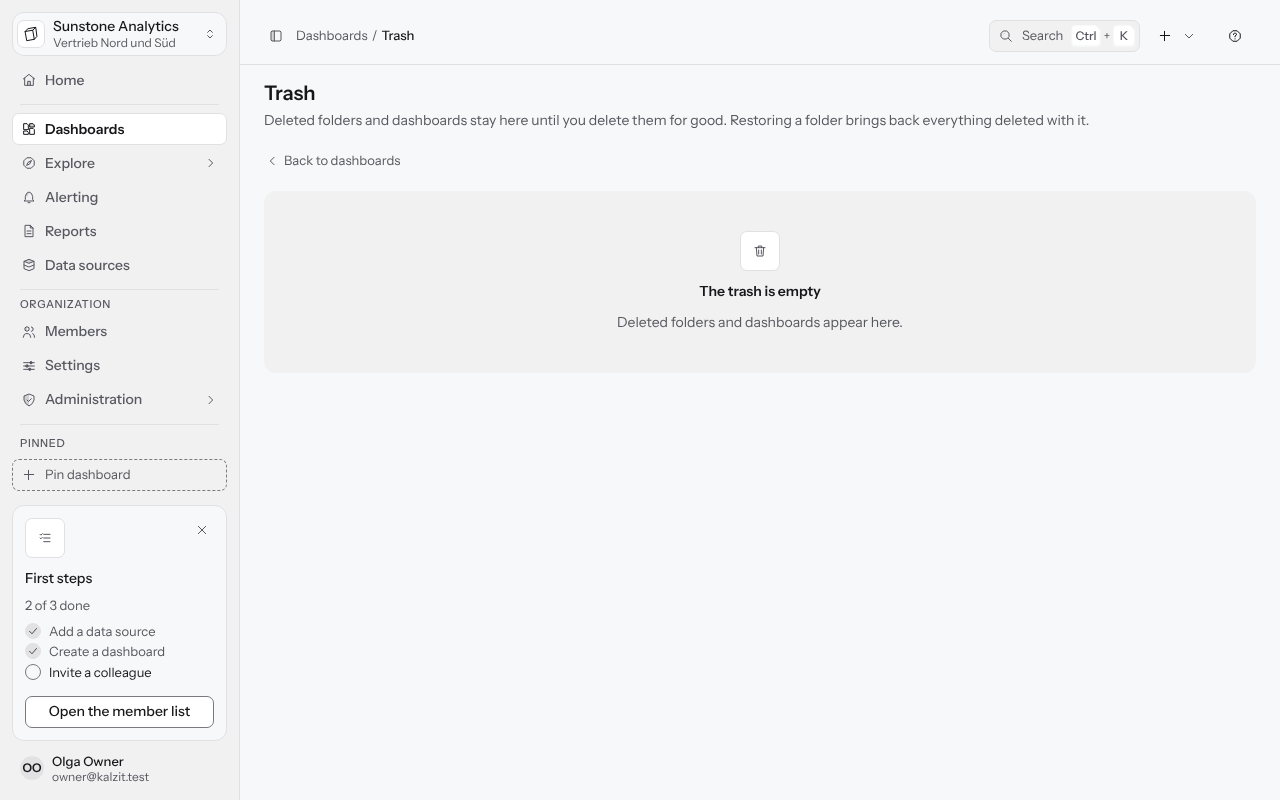 Sunstone Analytics
Vertrieb Nord und Süd
Home
Dashboards
Explore
Alerting
Reports
Data sources
ORGANIZATION
Members
Settings
Administration
PINNED
Pin dashboard
First steps
2 of 3 done
Add a data source
Create a dashboard
Invite a colleague
Open the member list
OO
Olga Owner
owner@kalzit.test
Dashboards / Trash
Search Ctrl + K
Trash
Deleted folders and dashboards stay here until you delete them for good. Restoring a folder brings back everything deleted with it.
Back to dashboards
The trash is empty
Deleted folders and dashboards appear here.